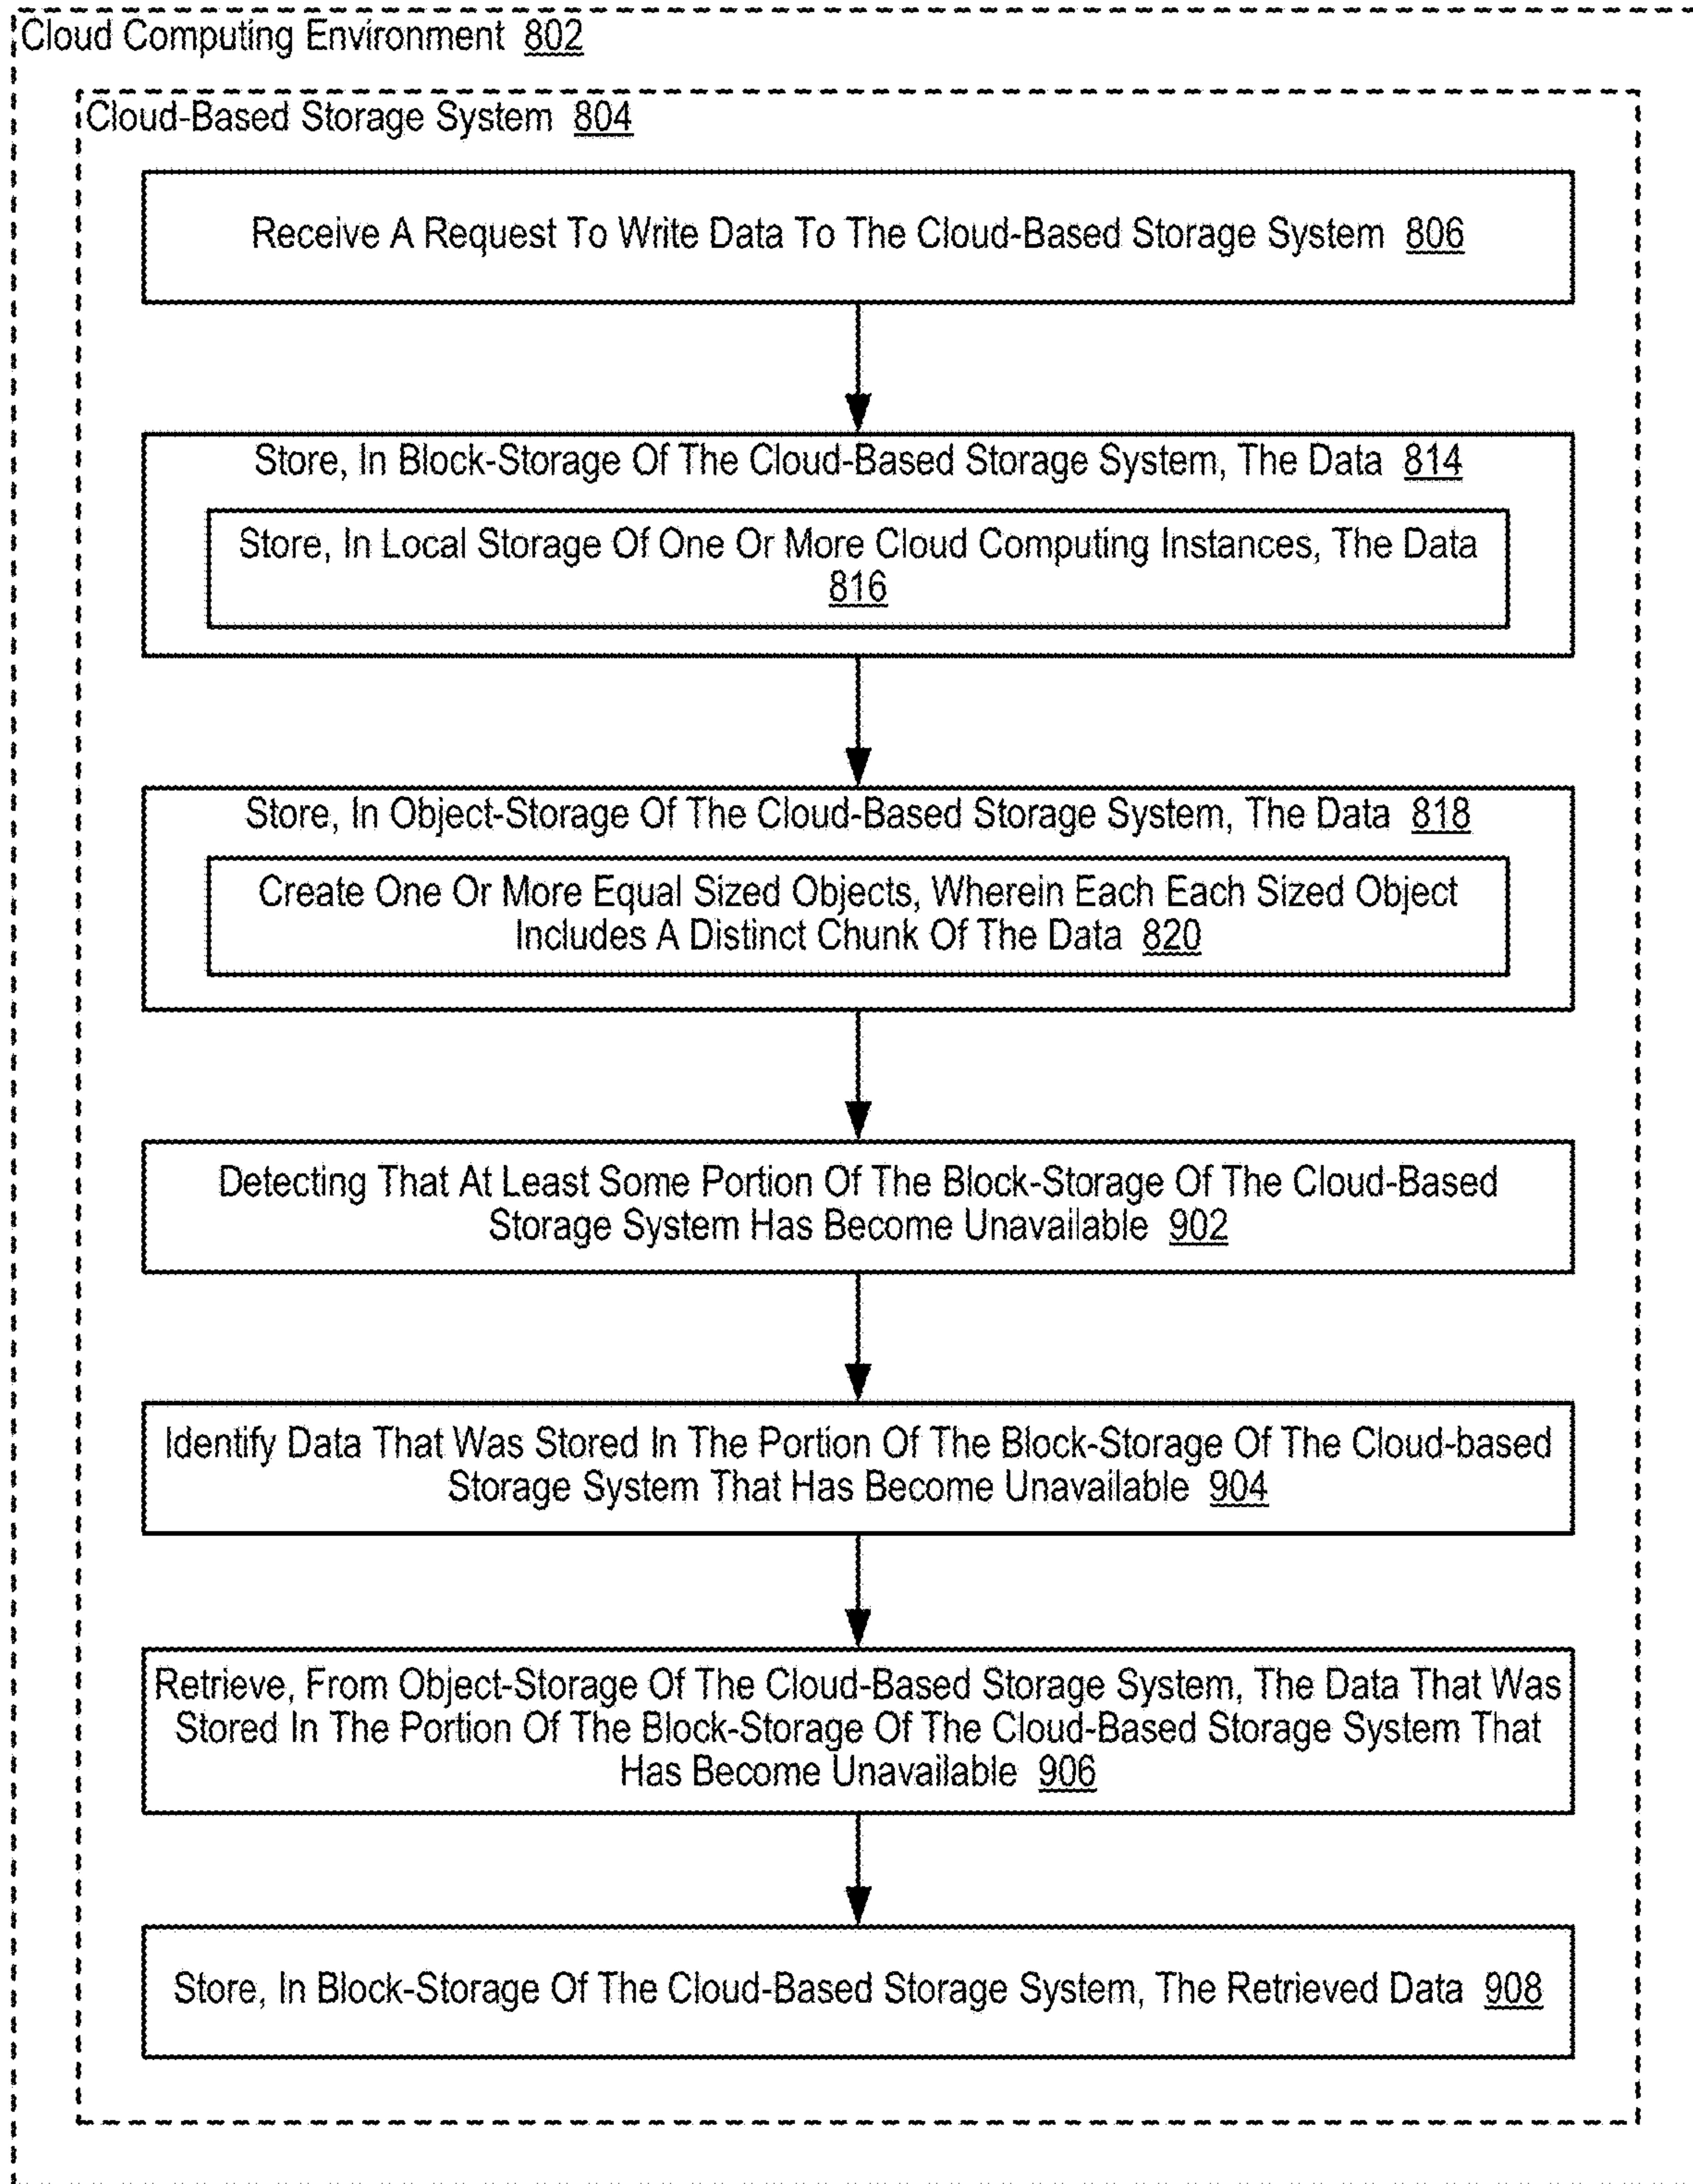 Cloud Computing Environment 802
Cloud-Based Storage System 804
Receive A Request To Write Data To The Cloud-Based Storage System 806
Store, In Block-Storage Of The Cloud-Based Storage System, The Data 814
Store, In Local Storage Of One Or More Cloud Computing Instances, The Data
816
Store, In Object-Storage Of The Cloud-Based Storage System, The Data 818
Create One Or More Equal Sized Objects, Wherein Each Each Sized Object
Includes A Distinct Chunk Of The Data 820
Detecting That At Least Some Portion Of The Block-Storage Of The Cloud-Based
Storage System Has Become Unavailable 902
Identify Data That Was Stored In The Portion Of The Block-Storage Of The Cloud-based
Storage System That Has Become Unavailable 904
Retrieve, From Object-Storage Of The Cloud-Based Storage System, The Data That Was
Stored In The Portion Of The Block-Storage Of The Cloud-Based Storage System That
Has Become Unavailable 906
Store, In Block-Storage Of The Cloud-Based Storage System, The Retrieved Data 908